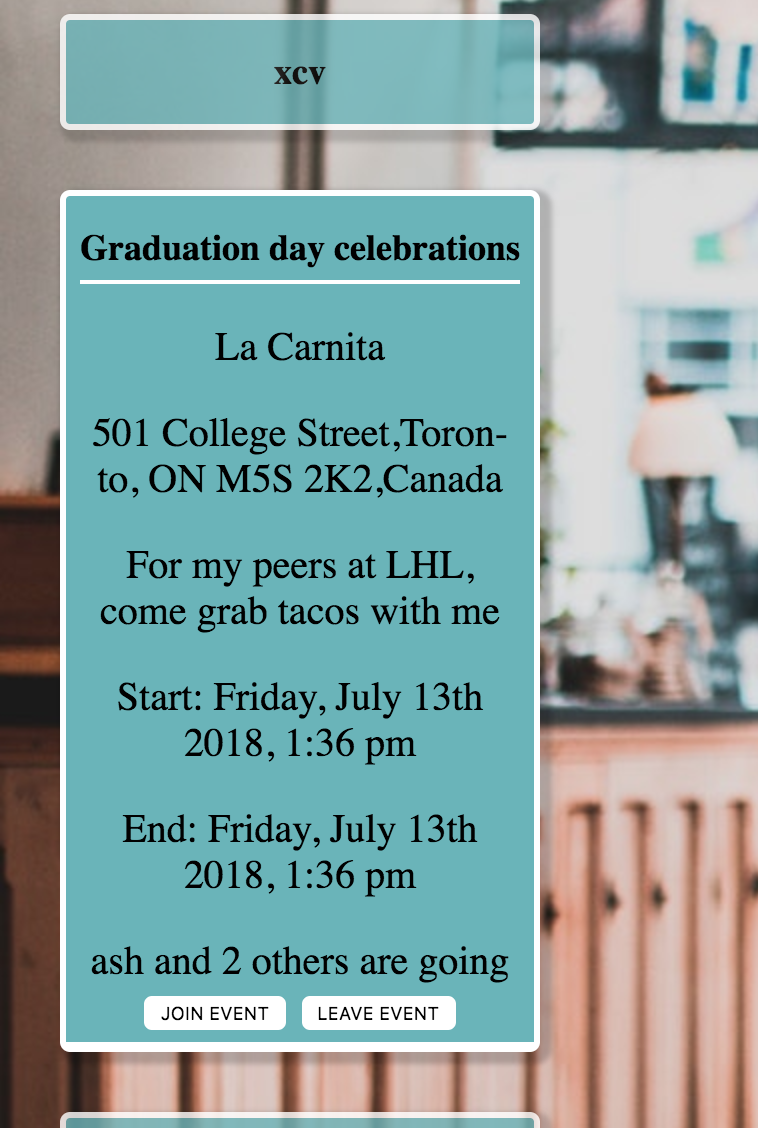 xcv
Graduation day celebrations
La Carnita
501 College Street,Toron-
to, ON M5S 2K2,Canada
For my peers at LHL,
come grab tacos with me
Start: Friday, July 13th
2018, 1:36 pm
End: Friday, July 13th
2018, 1:36 pm
ash and 2 others are going
JOIN EVENT LEAVE EVENT